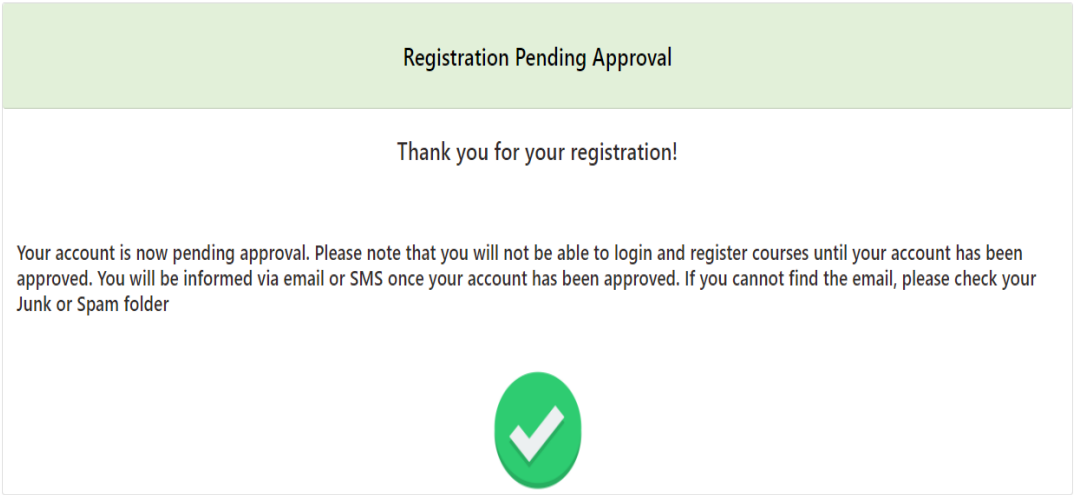 Registration Pending Approval
Thank you for your registration!
Your account is now pending approval. Please note that you will not be able to login and register courses until your account has been
approved. You will be informed via email or SMS once your account has been approved. If you cannot find the email, please check your
Junk or Spam folder